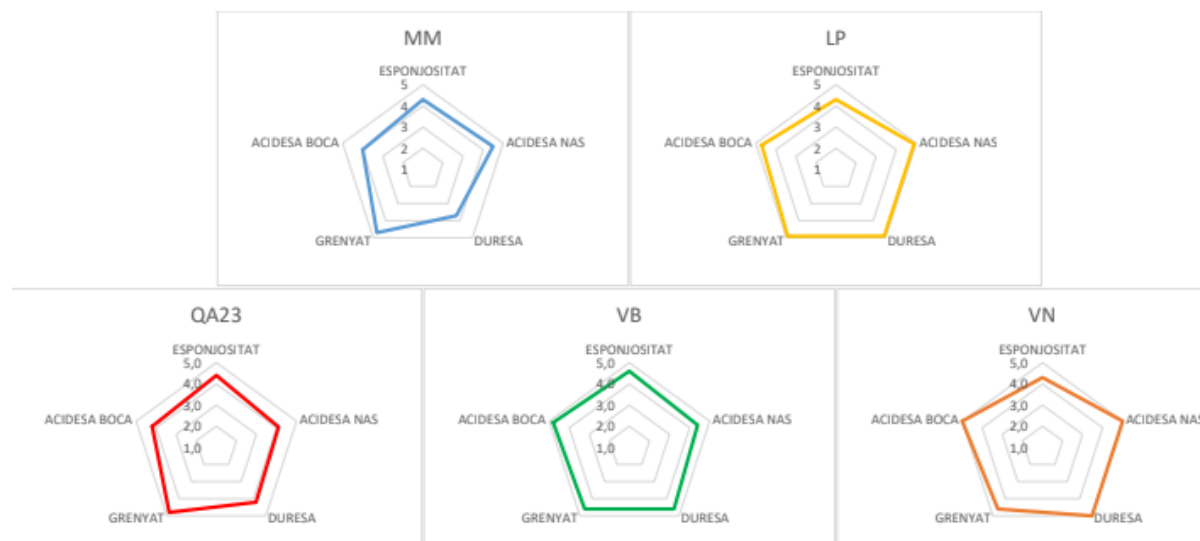 MM
ESPONJOSITAT
5
4
3
2
1
ACIDESA BOCA
ACIDESA NAS
GRENYAT
DURESA
LP
ESPONJOSITAT
5
4
3
2
1
ACIDESA BOCA
ACIDESA NAS
GRENYAT
DURESA
QA23
ESPONJOSITAT
5,0
4,0
3,0
2,0
1,0
ACIDESA BOCA
ACIDESA NAS
GRENYAT
DURESA
VB
ESPONJOSITAT
5,0
4,0
3,0
2,0
1,0
ACIDESA BOCA
ACIDESA NAS
GRENYAT
DURESA
VN
ESPONJOSITAT
5,0
4,0
3,0
2,0
1,0
ACIDESA BOCA
ACIDESA NAS
GRENYAT
DURESA